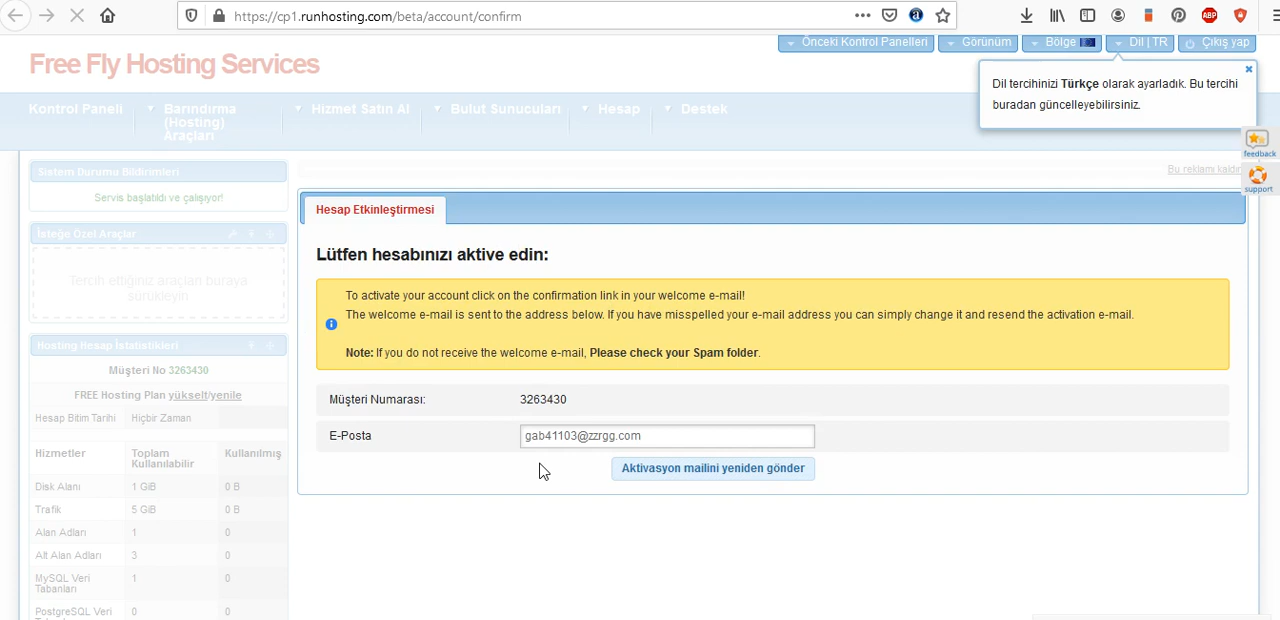 https://cp1.runhosting.com/beta/account/confirm
ABP
Önceki Kontrol Panelleri
Görünüm
Bölge
Dil | TR
Çıkış yap
Free Fly Hosting Services
Dil tercihinizi Türkçe olarak ayarladık. Bu tercihi
buradan güncelleyebilirsiniz.
Kontrol Paneli
Barındırma
(Hosting)
Araçları
Hizmet Satın Al
Bulut Sunucuları
Hesap
Destek
feedback
support
Sistem Durumu Bildirimleri
Servis başlatıldı ve çalışıyor!
İsteğe Özel Araçlar
Tercih ettiğiniz araçları buraya
sürükleyin
Hosting Hesap İstatistikleri
Müşteri No 3263430
FREE Hosting Plan yükselt/yenile
Hesap Bitim Tarihi Hiçbir Zaman
Hizmetler Toplam Kullanılabilir Kullanılmış
Disk Alanı 1 GiB 0 B
Trafik 5 GiB 0 B
Alan Adları 1 0
Alt Alan Adları 3 0
MySQL Veri Tabanları 1 0
PostgreSQL Veri 0 0
Bu reklamı kaldır
Hesap Etkinleştirmesi
Lütfen hesabınızı aktive edin:
To activate your account click on the confirmation link in your welcome e-mail!
The welcome e-mail is sent to the address below. If you have misspelled your e-mail address you can simply change it and resend the activation e-mail.
Note: If you do not receive the welcome e-mail, Please check your Spam folder.
Müşteri Numarası: 3263430
E-Posta gab41103@zzrgg.com
Aktivasyon mailini yeniden gönder